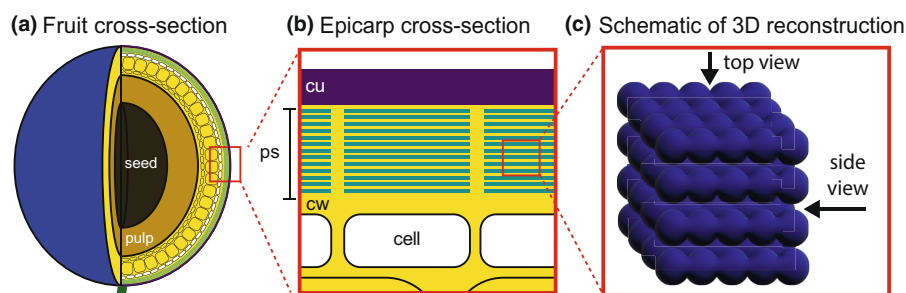 (a) Fruit cross-section
seed
pulp
(b) Epicarp cross-section
cu
ps
cw
cell
(c) Schematic of 3D reconstruction
top view
side
view